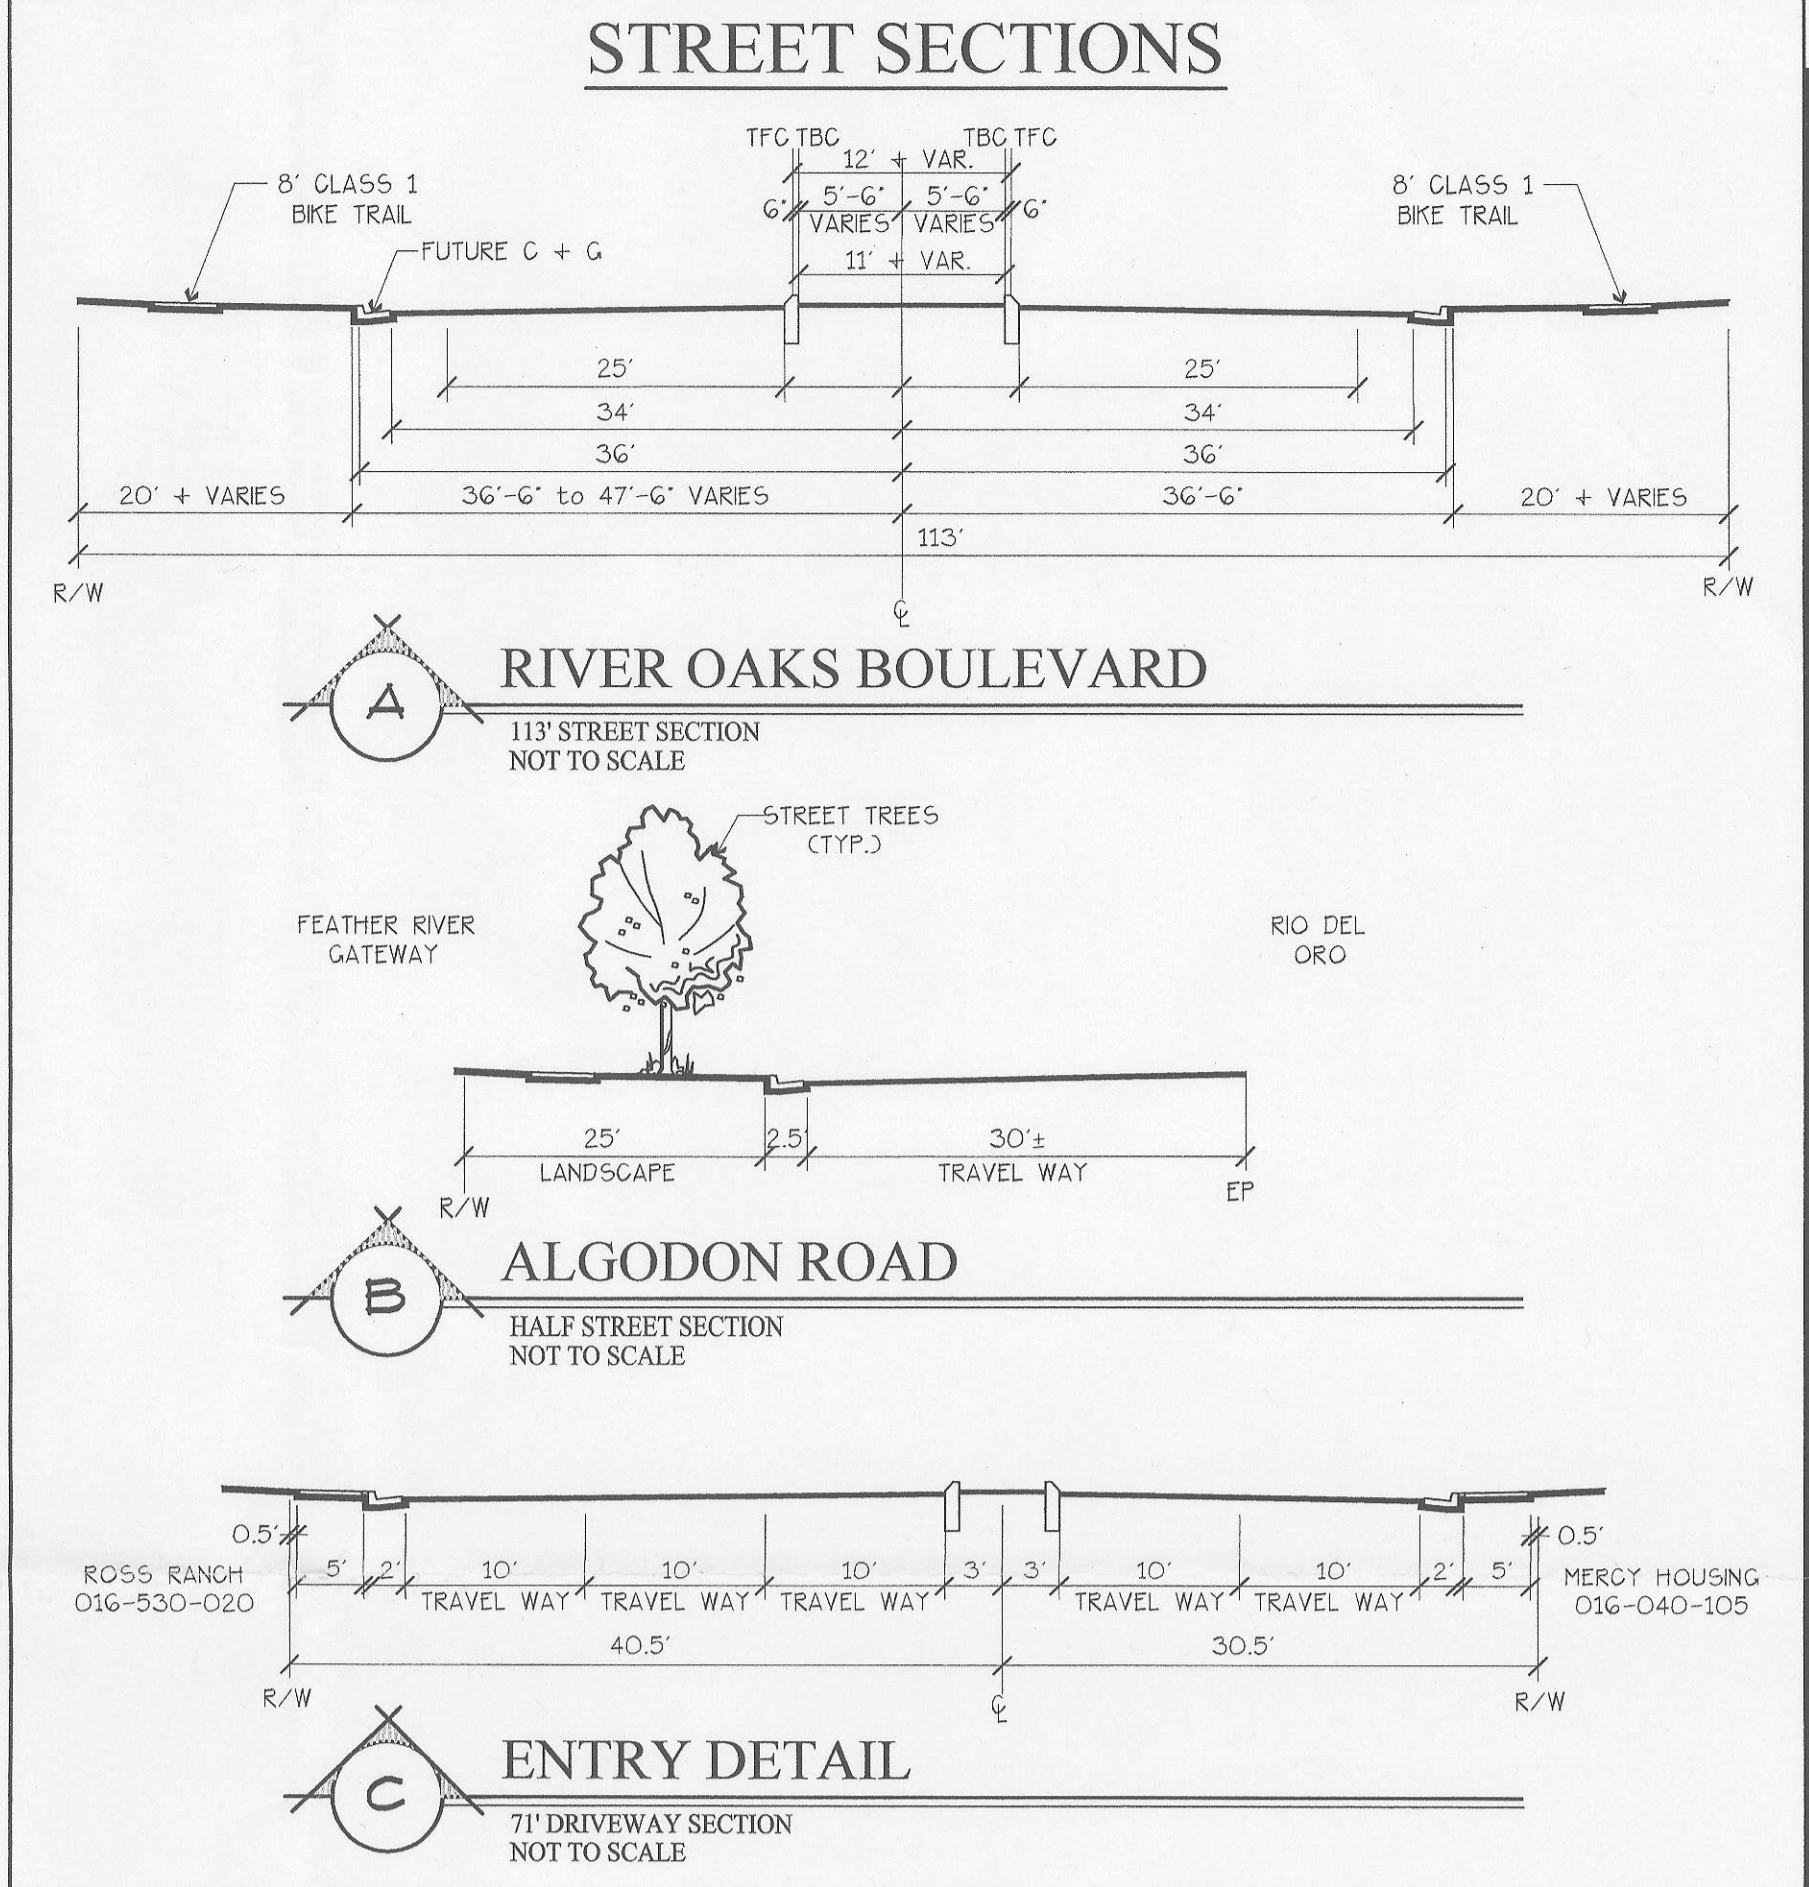 STREET SECTIONS
TFC TBC
TBC TFC
12' + VAR.
8' CLASS 1
BIKE TRAIL
8' CLASS 1
BIKE TRAIL
6" 5'-6" 5'-6" 6"
VARIES VARIES
FUTURE C + G
11' + VAR.
25' 25'
34' 34'
36' 36'
20' + VARIES 36'-6" to 47'-6" VARIES 36'-6" 20' + VARIES
113'
R/W R/W
CL
A
RIVER OAKS BOULEVARD
113' STREET SECTION
NOT TO SCALE
STREET TREES
(TYP.)
FEATHER RIVER
GATEWAY
RIO DEL
ORO
25' 2.5' 30'±
LANDSCAPE TRAVEL WAY
R/W EP
B
ALGODON ROAD
HALF STREET SECTION
NOT TO SCALE
0.5' 0.5'
ROSS RANCH
016-530-020
5' 2' 10' 10' 10' 3' 3' 10' 10' 2' 5'
TRAVEL WAY TRAVEL WAY TRAVEL WAY TRAVEL WAY TRAVEL WAY
MERCY HOUSING
016-040-105
40.5' 30.5'
R/W CL R/W
C
ENTRY DETAIL
71' DRIVEWAY SECTION
NOT TO SCALE